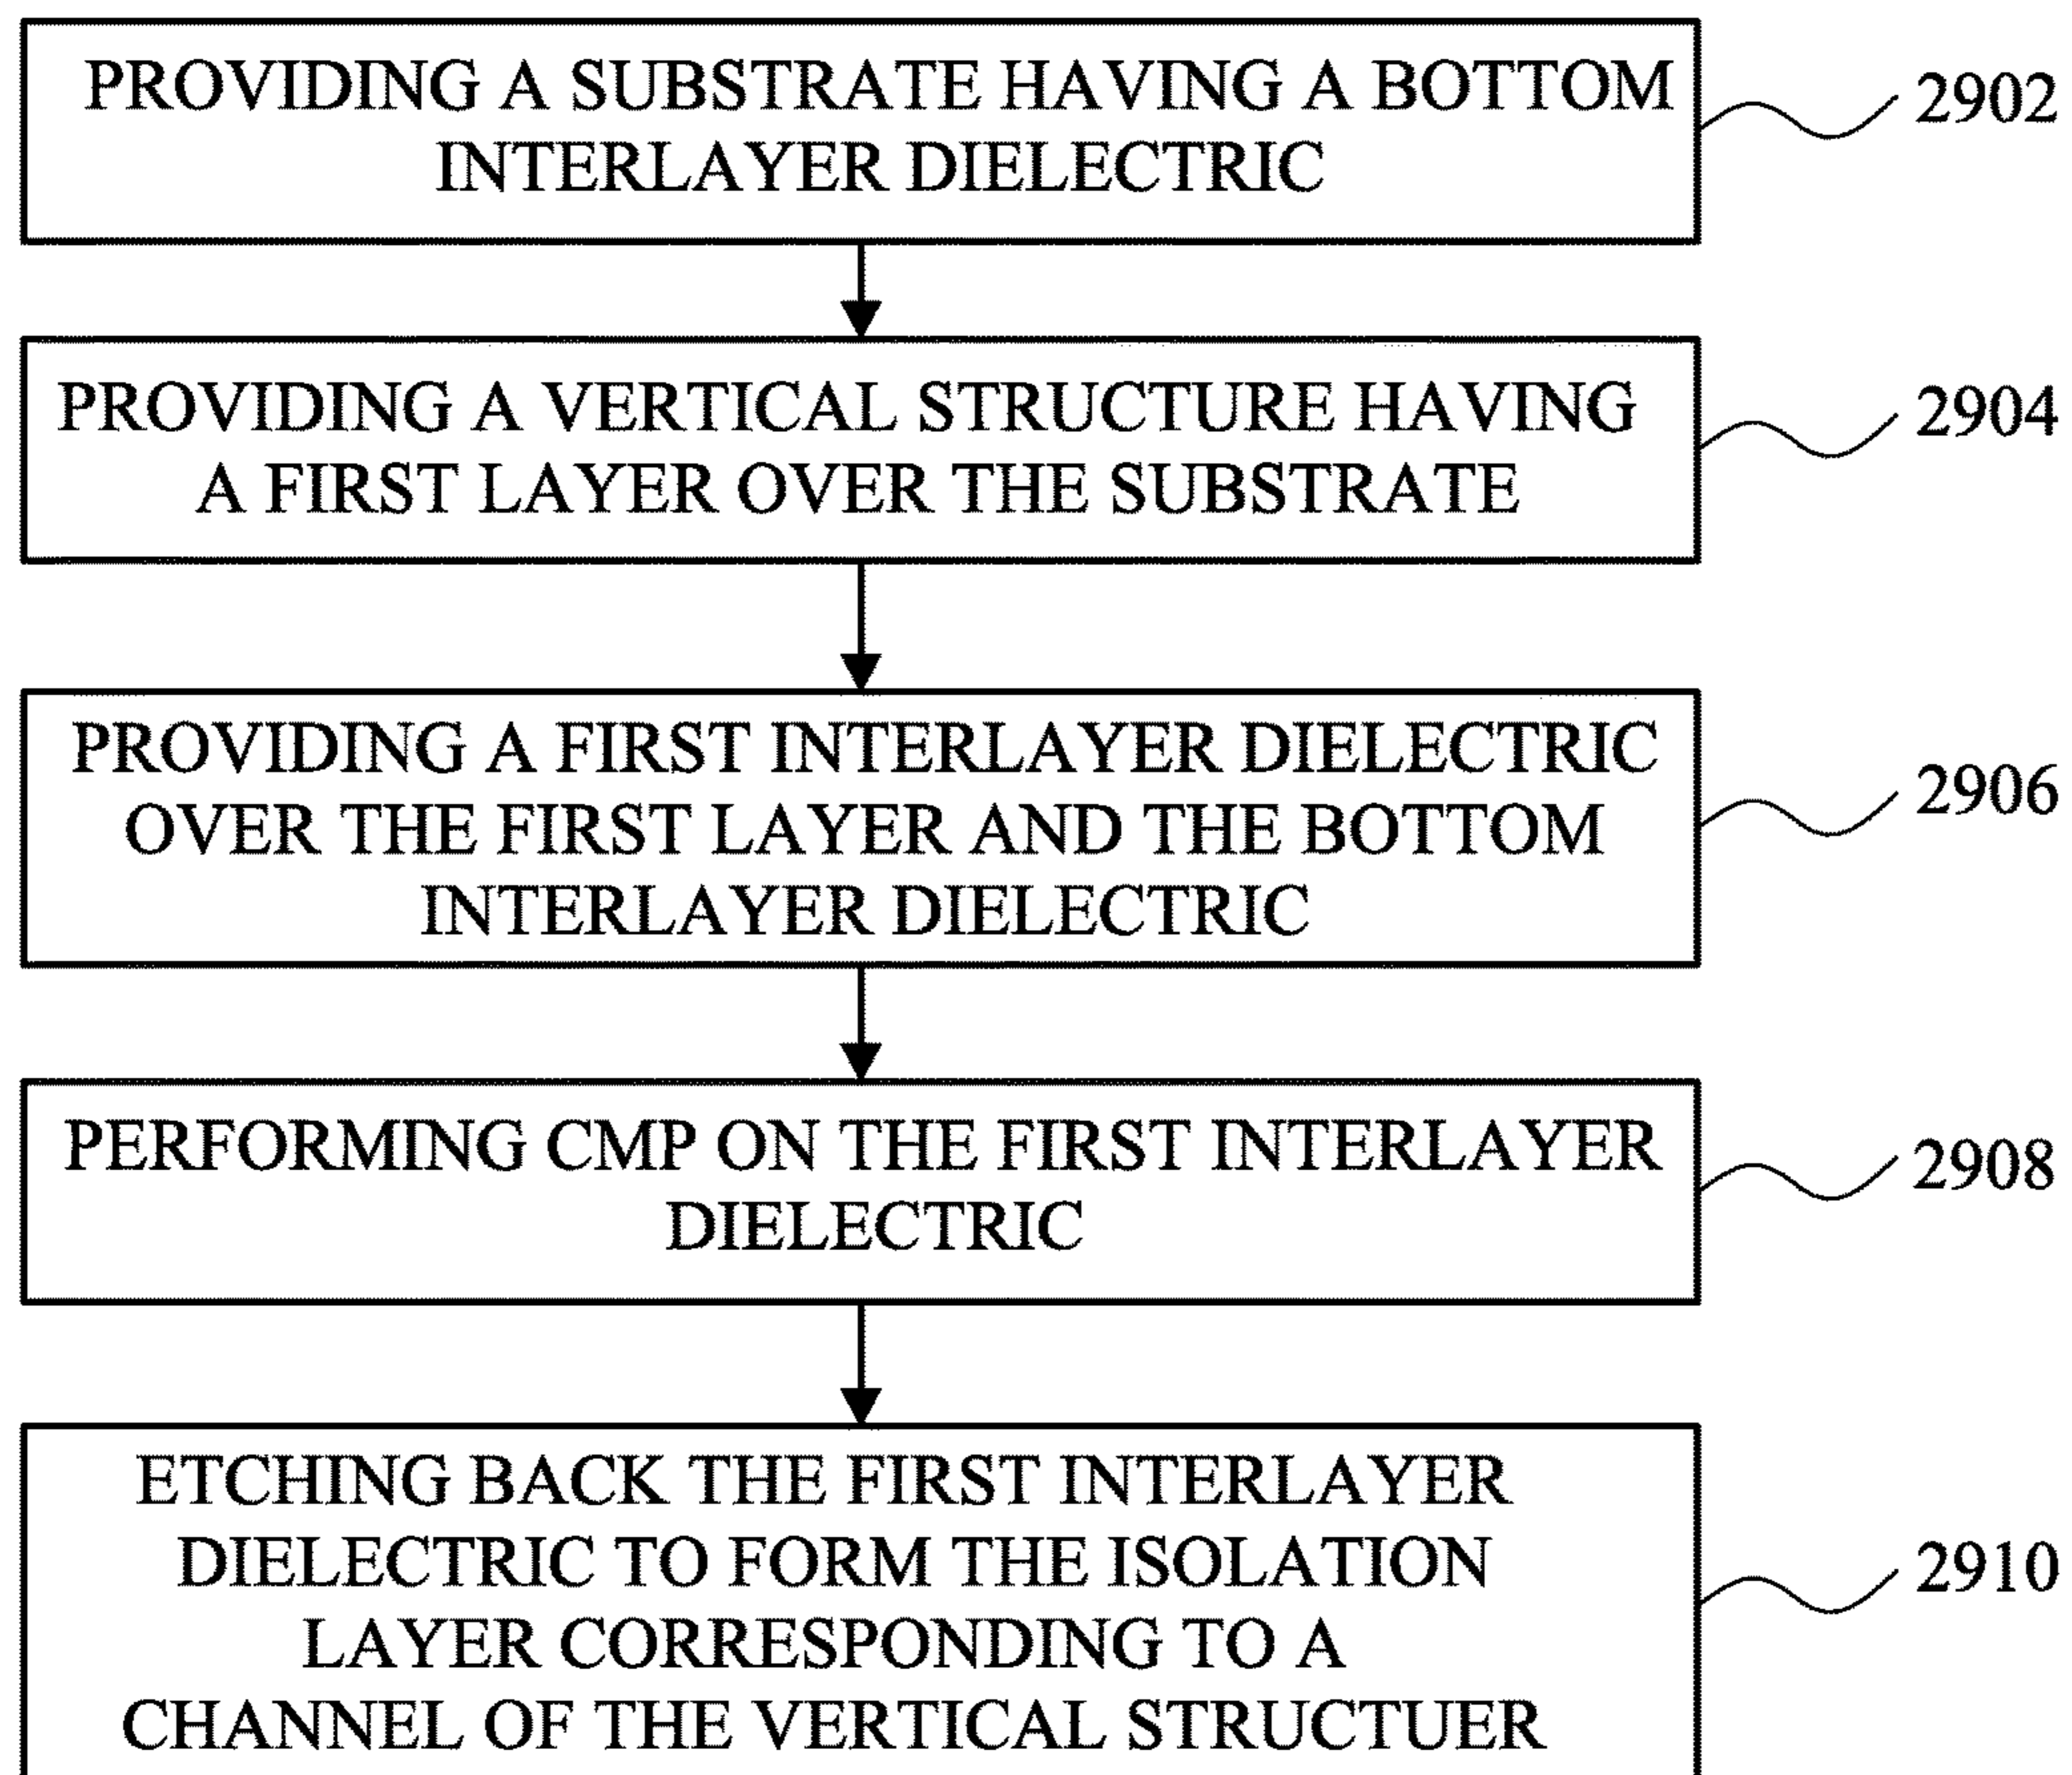 PROVIDING A SUBSTRATE HAVING A BOTTOM
INTERLAYER DIELECTRIC
2902
PROVIDING A VERTICAL STRUCTURE HAVING
A FIRST LAYER OVER THE SUBSTRATE
2904
PROVIDING A FIRST INTERLAYER DIELECTRIC
OVER THE FIRST LAYER AND THE BOTTOM
INTERLAYER DIELECTRIC
2906
PERFORMING CMP ON THE FIRST INTERLAYER
DIELECTRIC
2908
ETCHING BACK THE FIRST INTERLAYER
DIELECTRIC TO FORM THE ISOLATION
LAYER CORRESPONDING TO A
CHANNEL OF THE VERTICAL STRUCTUER
2910